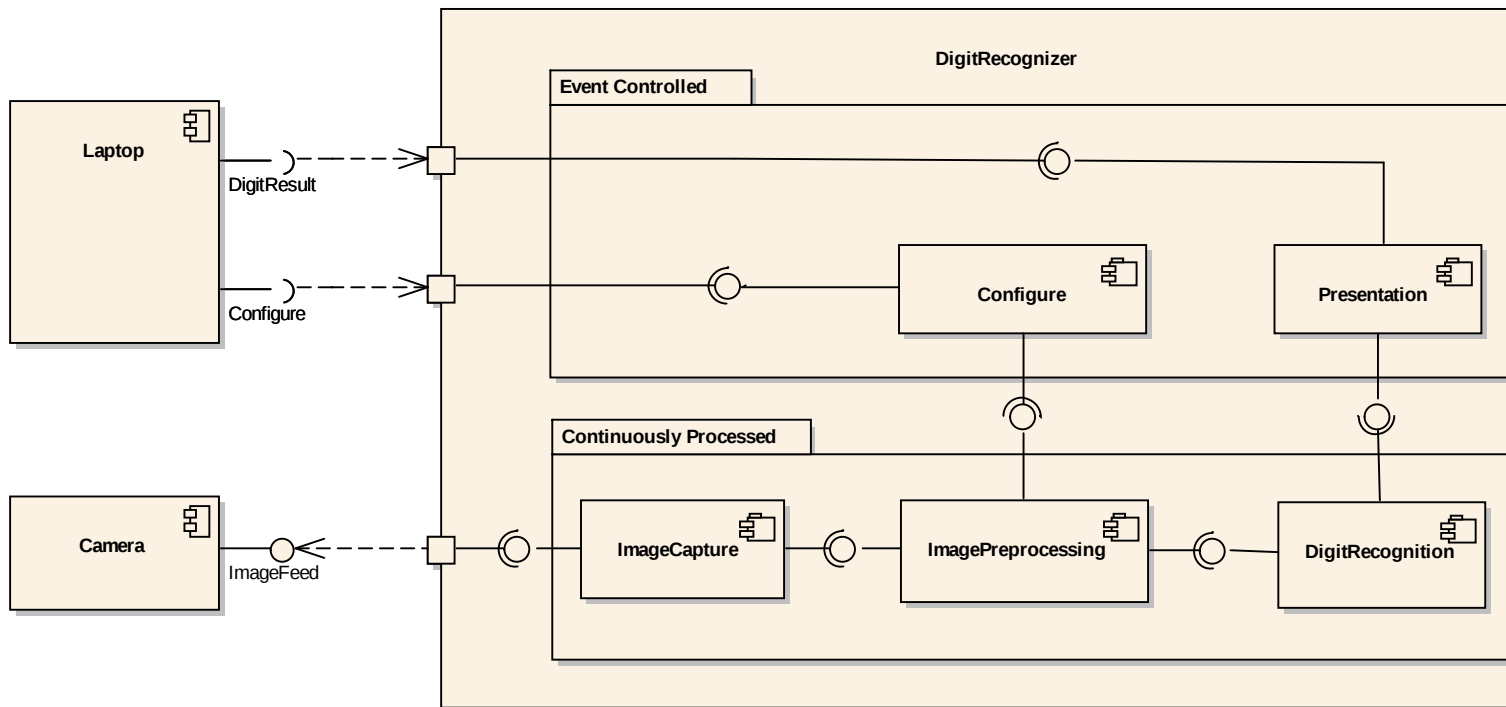 DigitRecognizer
Event Controlled
Laptop
DigitResult
Configure
Configure
Presentation
Continuously Processed
Camera
ImageFeed
ImageCapture
ImagePreprocessing
DigitRecognition